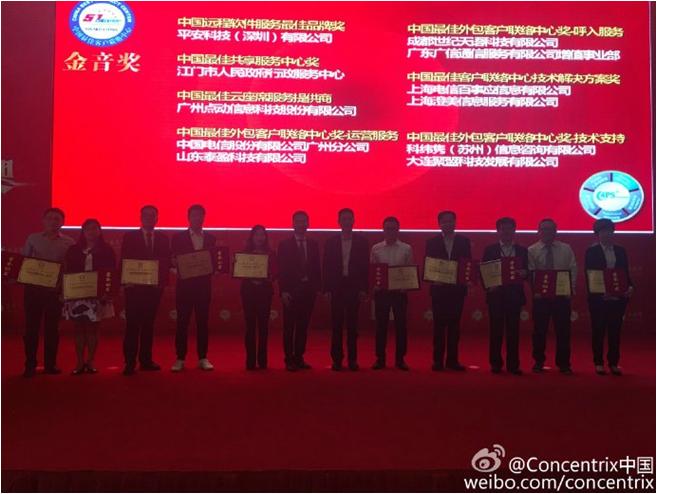 金音奖
中国远程软件服务最佳品牌奖
平安科技（深圳）有限公司
中国最佳共享服务中心奖
江门市人民政府行政服务中心
中国最佳云座席服务提供商
广州点动信息科技股份有限公司
中国最佳外包客户联络中心奖-运营服务
中国电信股份有限公司广州分公司
山东泰盈科技有限公司
中国最佳外包客户联络中心奖-呼入服务
成都世纪天语科技有限公司
广东广信通信服务有限公司增值事业部
中国最佳客户联络中心技术解决方案奖
上海电信百事应信息有限公司
上海澄美信息服务有限公司
中国最佳外包客户联络中心奖-技术支持
科纬隽（苏州）信息咨询有限公司
大连聚盟科技发展有限公司
@Concentrix中国
weibo.com/concentrix